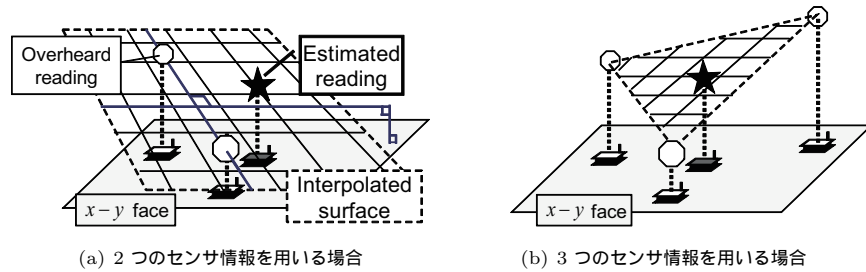 Overheard
reading
Estimated
reading
Interpolated
surface
x − y face
x − y face
(a) 2 つのセンサ情報を用いる場合
(b) 3 つのセンサ情報を用いる場合